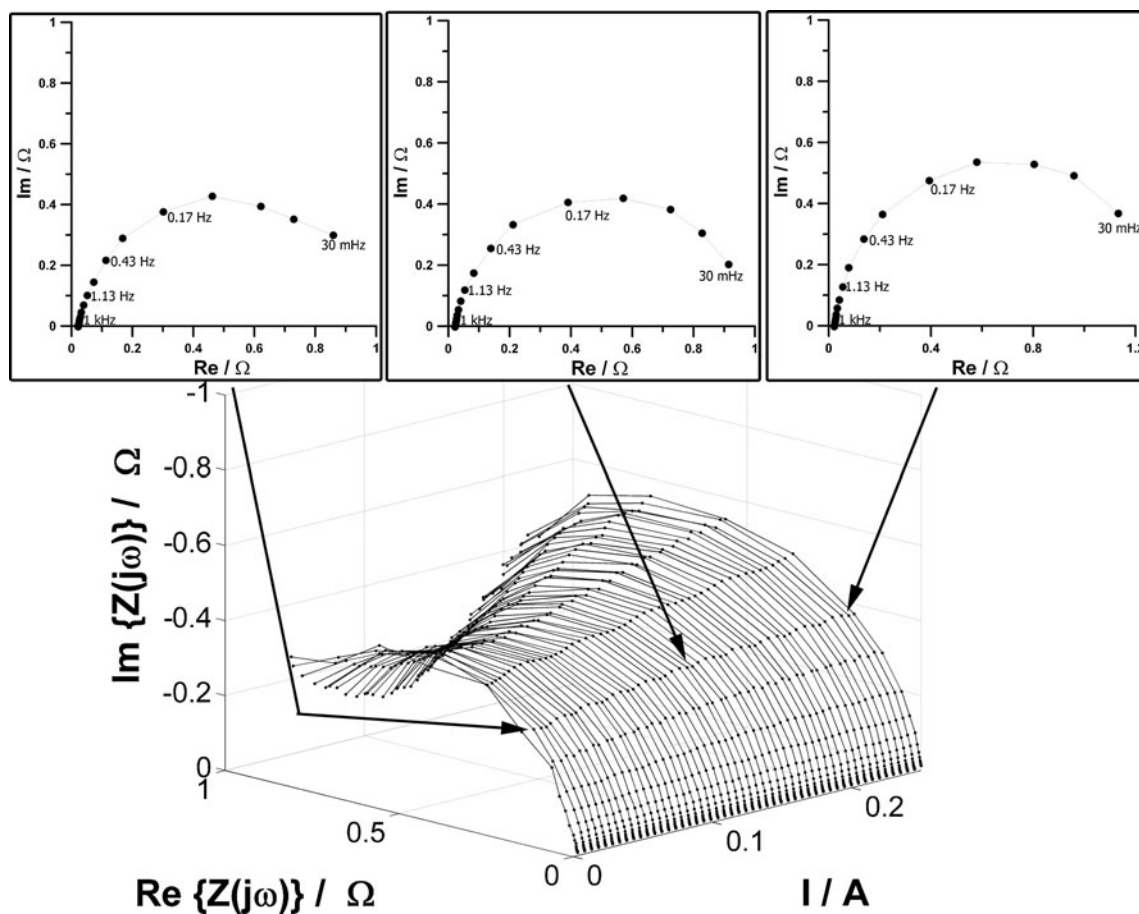 1
0.8
0.6
0.4
0.2
0
Im / Ω
0.17 Hz
0.43 Hz
1.13 Hz
1 kHz
30 mHz
0 0.2 0.4 0.6 0.8 1
Re / Ω
1
0.8
0.6
0.4
0.2
0
Im / Ω
0.17 Hz
0.43 Hz
1.13 Hz
1 kHz
30 mHz
0 0.2 0.4 0.6 0.8 1
Re / Ω
1
0.8
0.6
0.4
0.2
0
Im / Ω
0.17 Hz
0.43 Hz
1.13 Hz
1 kHz
30 mHz
0 0.4 0.8 1.2
Re / Ω
-1
-0.8
-0.6
-0.4
-0.2
0
Im {Z(jω)} / Ω
1
0.5
0
Re {Z(jω)} / Ω
0
0.1
0.2
I / A